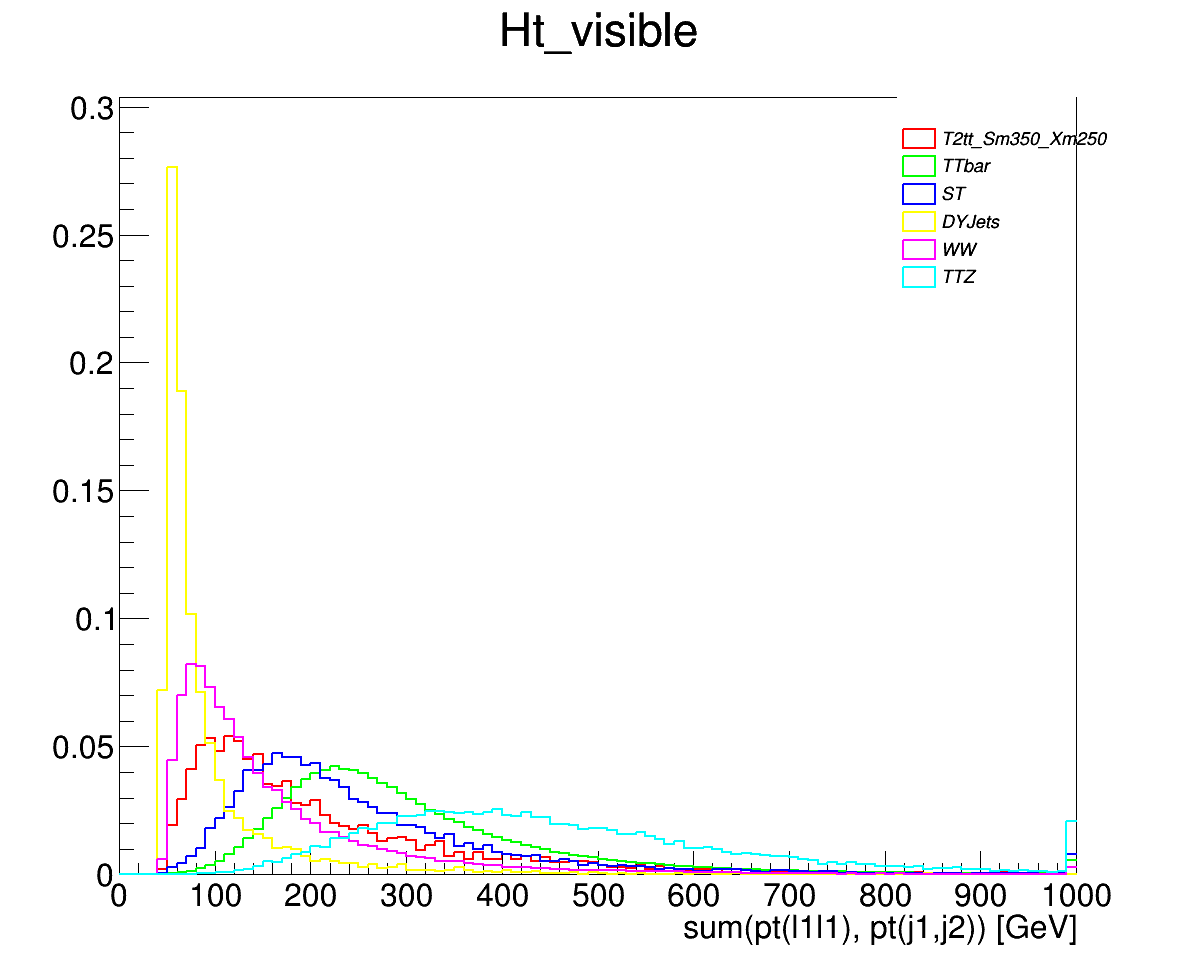 Ht_visible
0.3
0.25
0.2
0.15
0.1
0.05
0
T2tt_Sm350_Xm250
TTbar
ST
DYJets
WW
TTZ
0 100 200 300 400 500 600 700 800 900 1000
sum(pt(l1l1), pt(j1,j2)) [GeV]